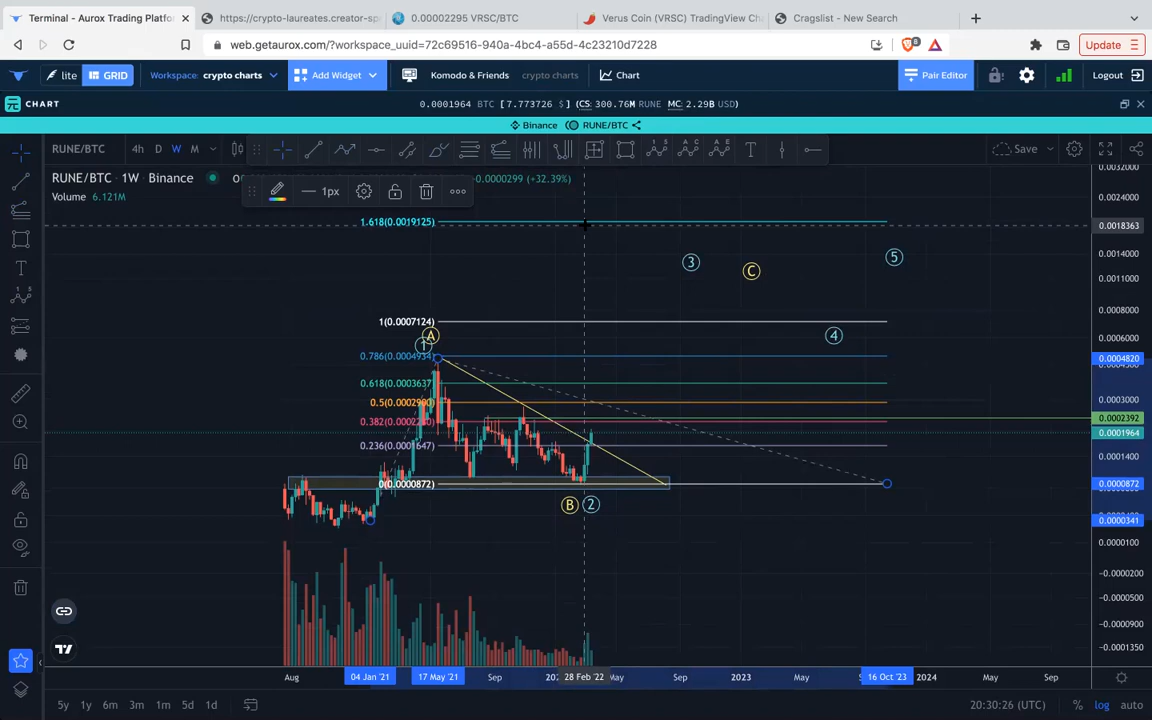 Terminal - Aurox Trading Platfo
https://crypto-laureates.creator-sp
0.00002295 VRSC/BTC
Verus Coin (VRSC) TradingView Cha
Cragslist - New Search
web.getaurox.com/?workspace_uuid=72c69516-940a-4bc4-a55d-4c23210d7228
8
Update
lite
GRID
Workspace: crypto charts
Add Widget
Komodo & Friends
crypto charts
Chart
Pair Editor
Logout
CHART
0.0001964 BTC [7.773726 $] (CS: 300.76M RUNE MC: 2.29B USD)
Binance RUNE/BTC
RUNE/BTC 4h D W M
Save
RUNE/BTC · 1W · Binance
0.0000299 (+32.39%)
Volume 6.121M
1px
0.0032000
0.0024000
0.0018363
0.0014000
0.0011000
0.0008000
0.0006000
0.0004820
0.0003000
0.0002392
0.0001964
0.0001400
0.0000872
0.0000341
0.0000100
-0.0000200
-0.0000500
-0.0000900
-0.0001350
1.618(0.0019125)
1(0.0007124)
0.786(0.0004934)
0.618(0.0003637)
0.5(0.0002900)
0.236(0.0001647)
0(0.0000872)
A
1
B
2
3
C
4
5
Aug
04 Jan '21
17 May '21
Sep
28 Feb '22
May
Sep
2023
May
16 Oct '23
2024
May
Sep
5y 1y 6m 3m 1m 5d 1d
20:30:26 (UTC)
%
log
auto